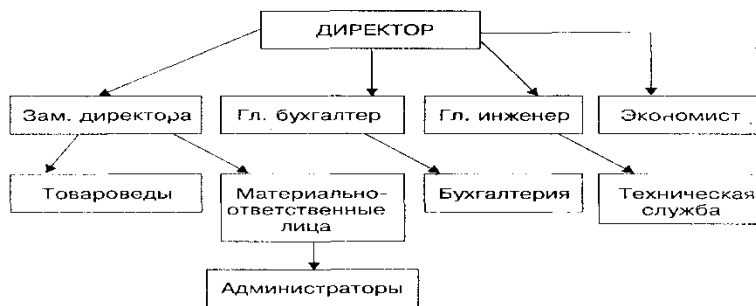 ДИРЕКТОР
Зам. директора
Гл. бухгалтер
Гл. инженер
Экономист
Товароведы
Материально-
ответственные
лица
Бухгалтерия
Техническая
служба
Администраторы